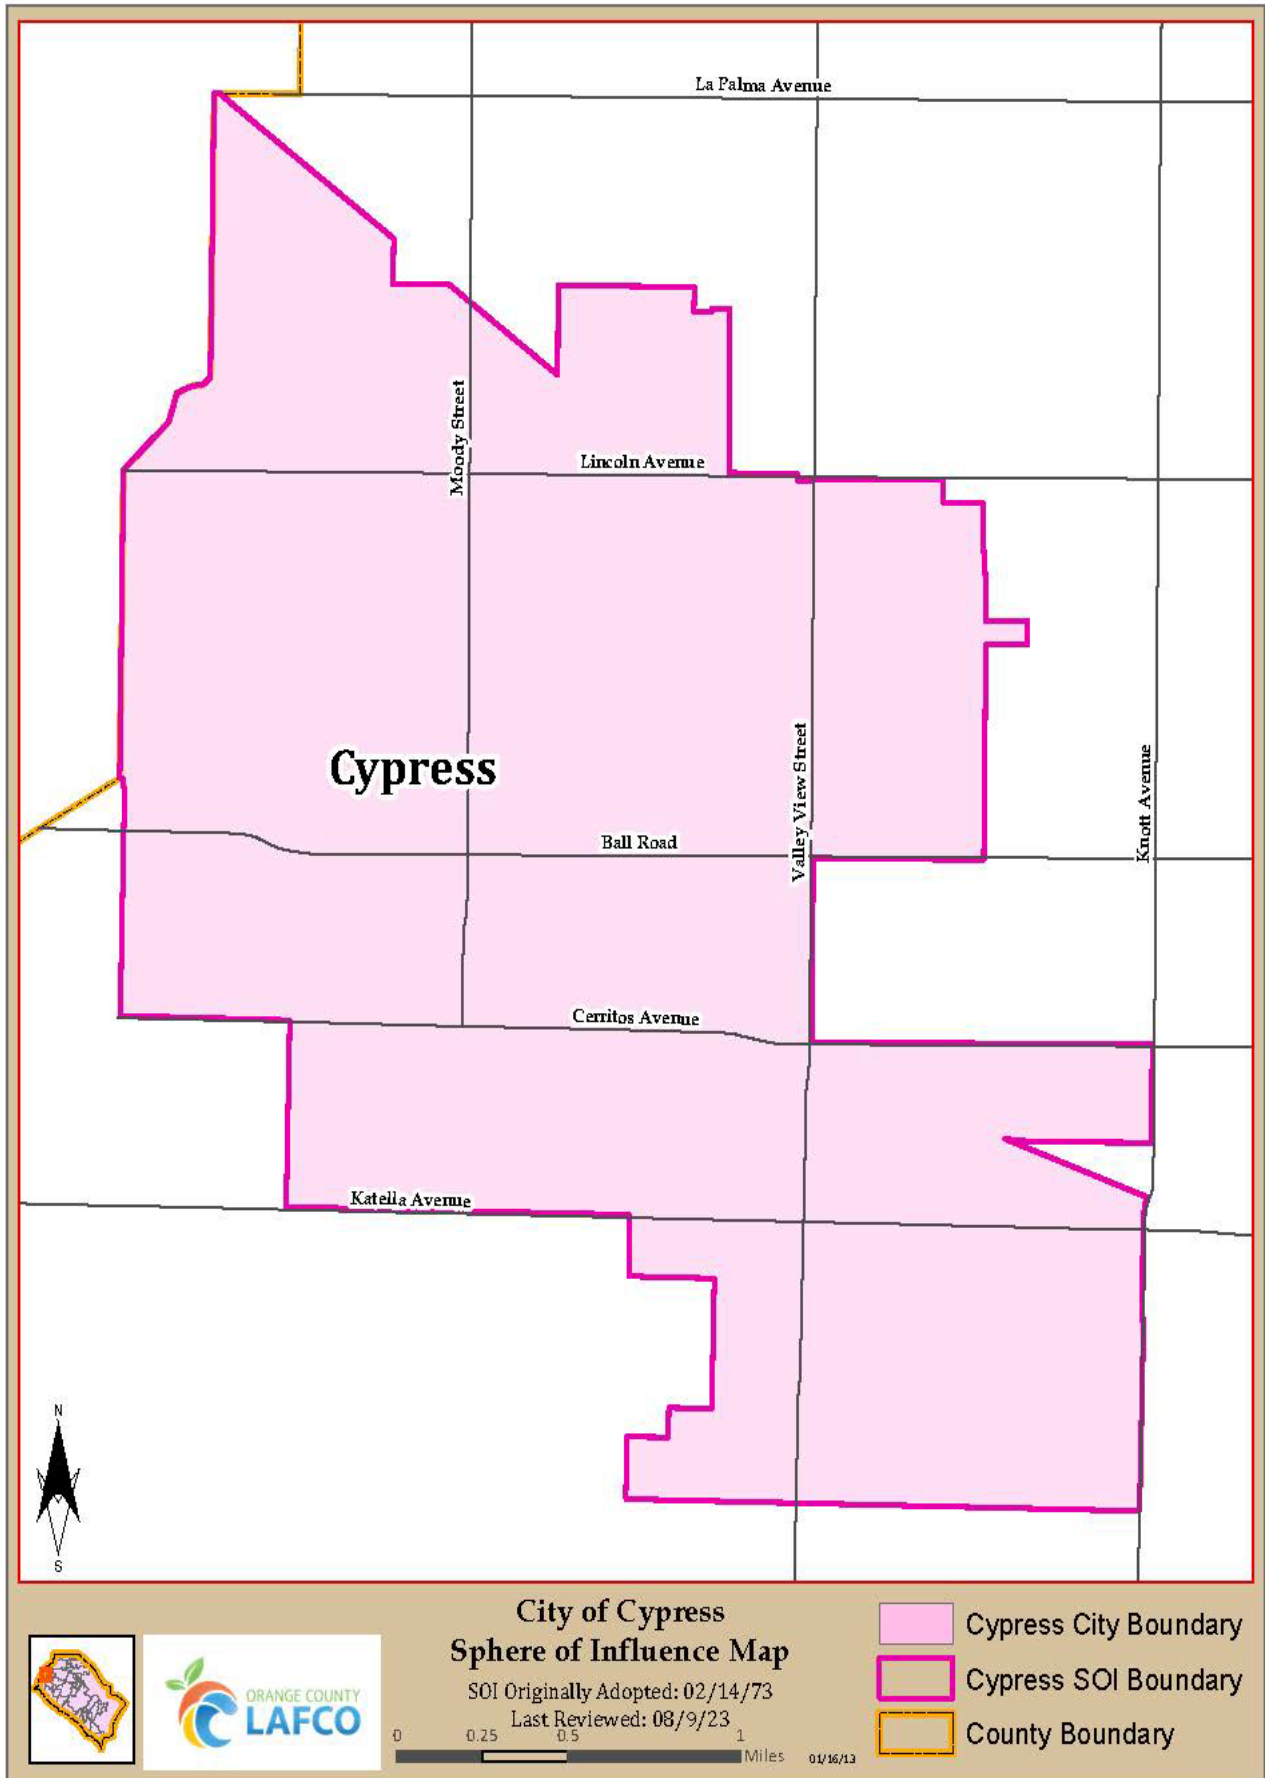 La Palma Avenue
Moody Street
Lincoln Avenue
Cypress
Valley View Street
Knott Avenue
Ball Road
Cerritos Avenue
Katella Avenue
N
S
City of Cypress
Sphere of Influence Map
SOI Originally Adopted: 02/14/73
Last Reviewed: 08/9/23
0 0.25 0.5 1
Miles
01/16/13
ORANGE COUNTY
LAFCO
Cypress City Boundary
Cypress SOI Boundary
County Boundary